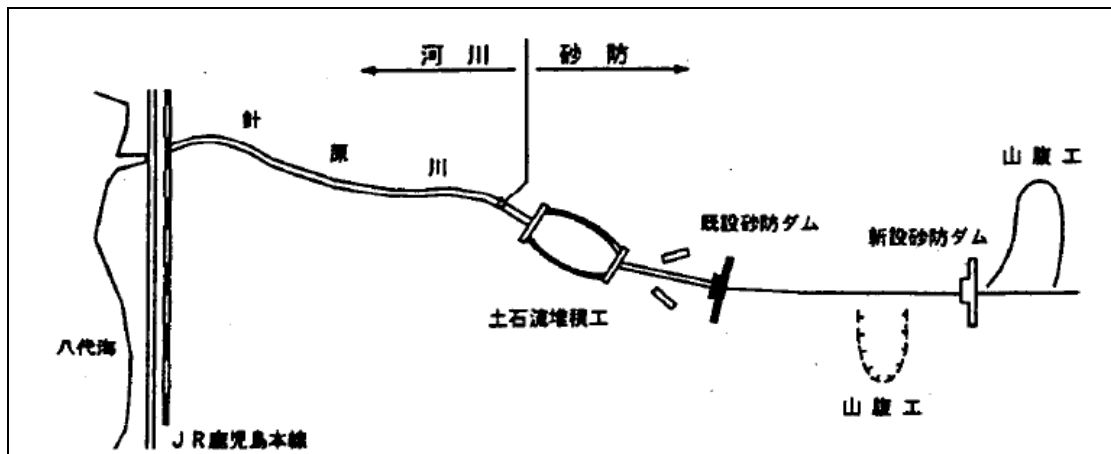 河川
砂防
針原川
山腹工
既設砂防ダム
新設砂防ダム
土石流堆積工
八代海
山腹工
JR鹿児島本線